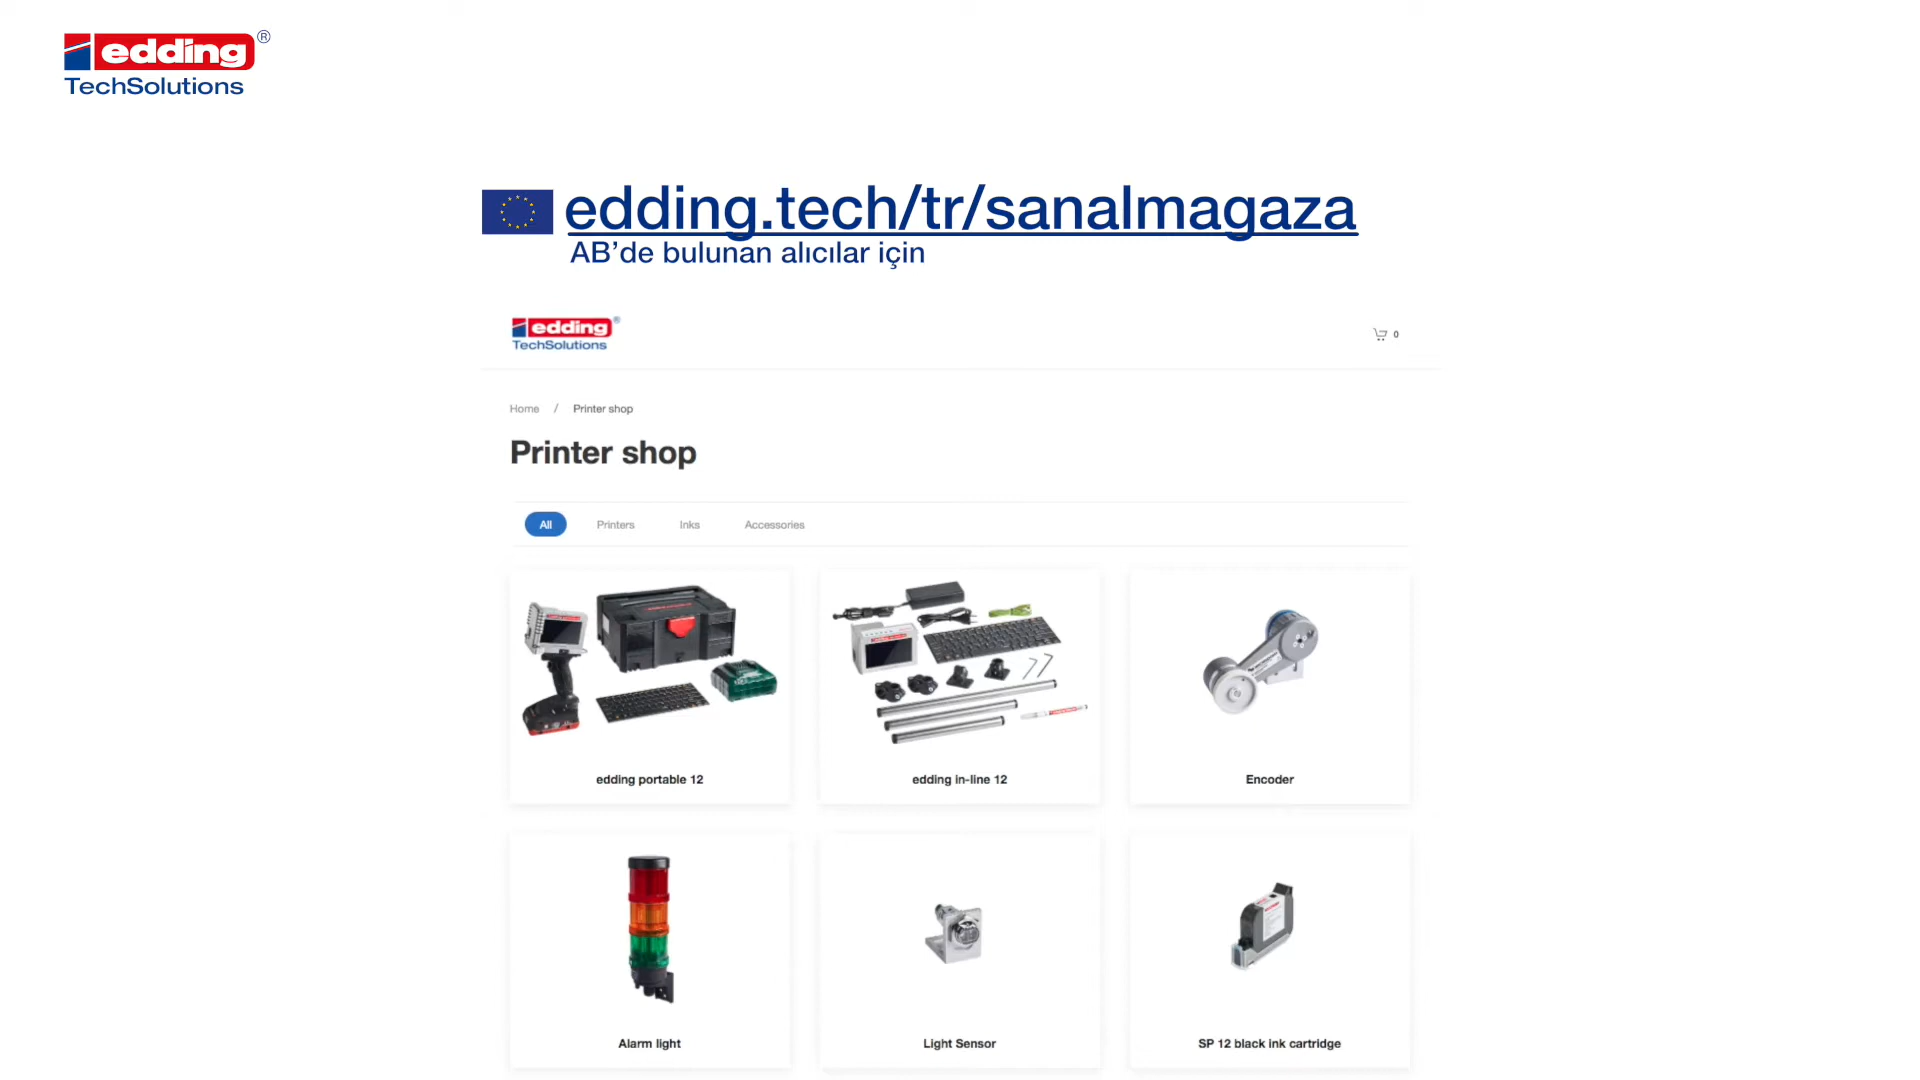 edding®
TechSolutions
edding.tech/tr/sanalmagaza
AB’de bulunan alıcılar için
edding®
TechSolutions
0
Home / Printer shop
Printer shop
All Printers Inks Accessories
edding portable 12
edding in-line 12
Encoder
Alarm light
Light Sensor
SP 12 black ink cartridge